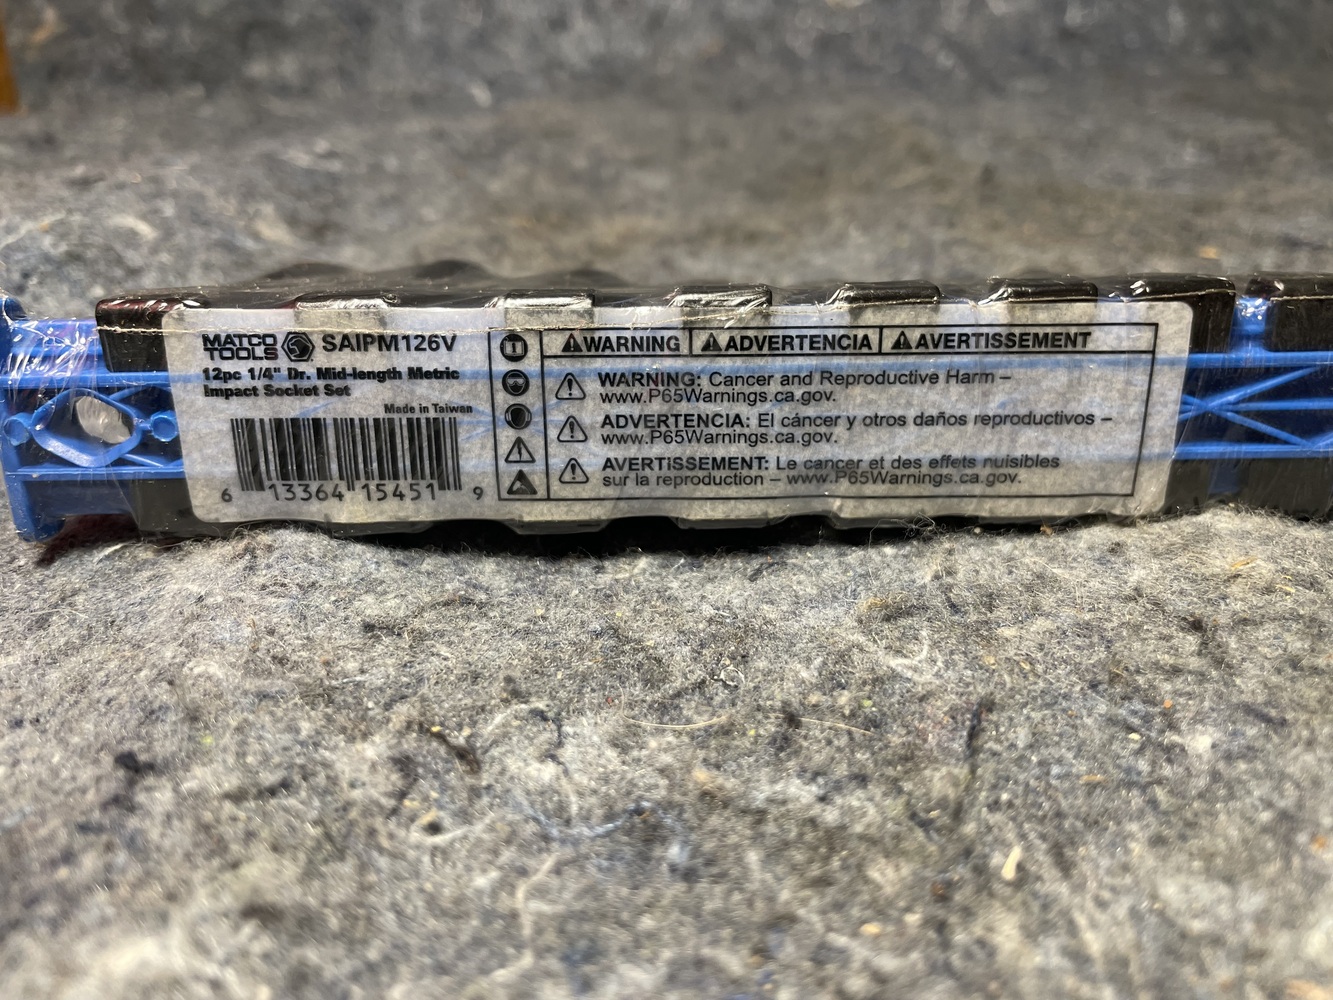 MATCO
TOOLS
SAIPM126V
12pc 1/4" Dr. Mid-length Metric
Impact Socket Set
Made in Taiwan
6 13364 15451 9
WARNING
ADVERTENCIA
AVERTISSEMENT
WARNING: Cancer and Reproductive Harm –
www.P65Warnings.ca.gov.
ADVERTENCIA: El cáncer y otros daños reproductivos –
www.P65Warnings.ca.gov.
AVERTISSEMENT: Le cancer et des effets nuisibles
sur la reproduction – www.P65Warnings.ca.gov.